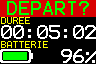 DEPART?
DUREE
00:05:02
BATTERIE
96%